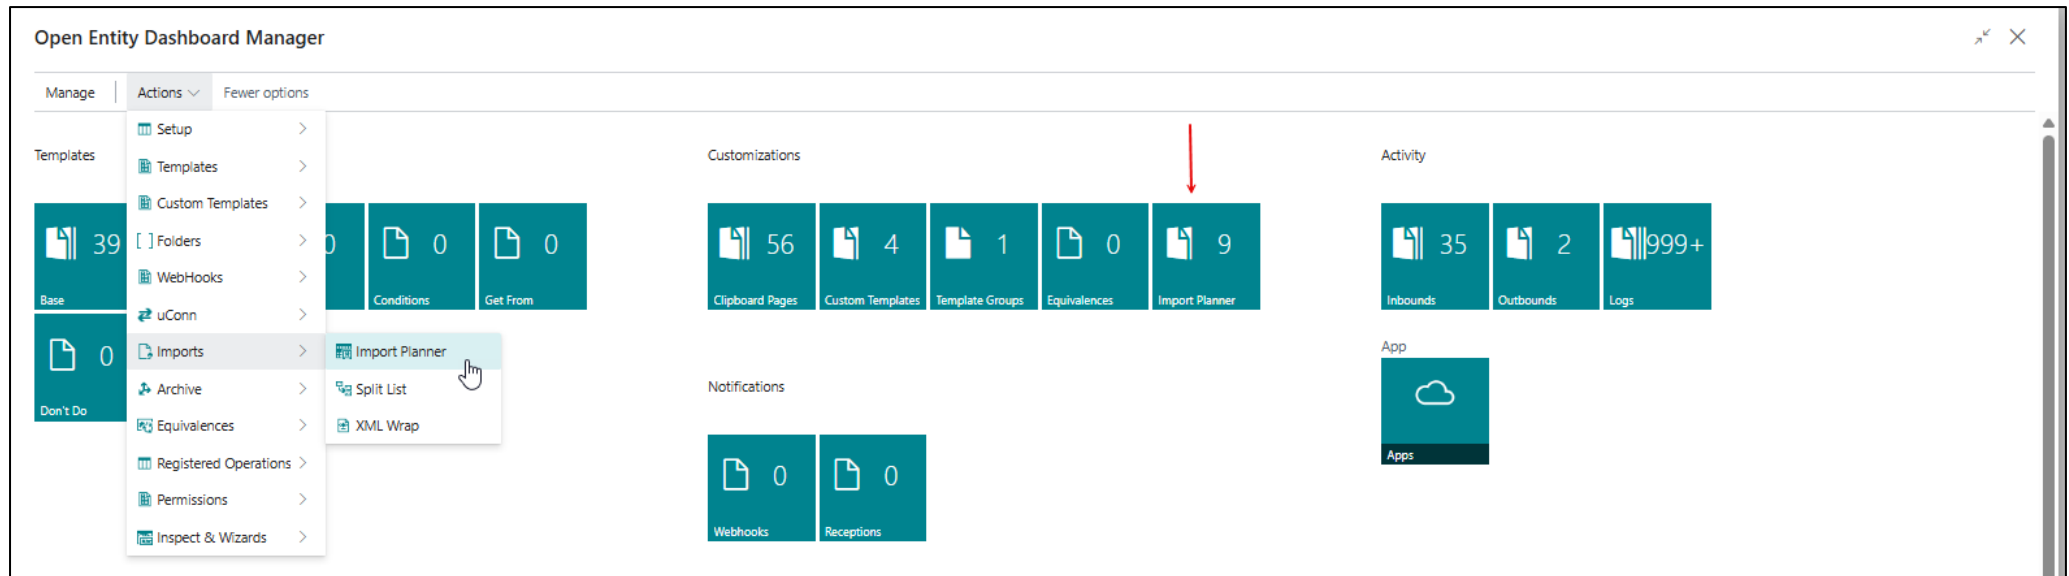 Open Entity Dashboard Manager
Manage
Actions
Fewer options
Setup
Templates
Custom Templates
Folders
WebHooks
uConn
Imports
Archive
Equivalences
Registered Operations
Permissions
Inspect & Wizards
Import Planner
Split List
XML Wrap
Templates
39
Base
0
0
Conditions
0
Get From
0
Don't Do
Customizations
56
Clipboard Pages
4
Custom Templates
1
Template Groups
0
Equivalences
9
Import Planner
Notifications
0
Webhooks
0
Receptions
Activity
35
Inbounds
2
Outbounds
999+
Logs
App
Apps